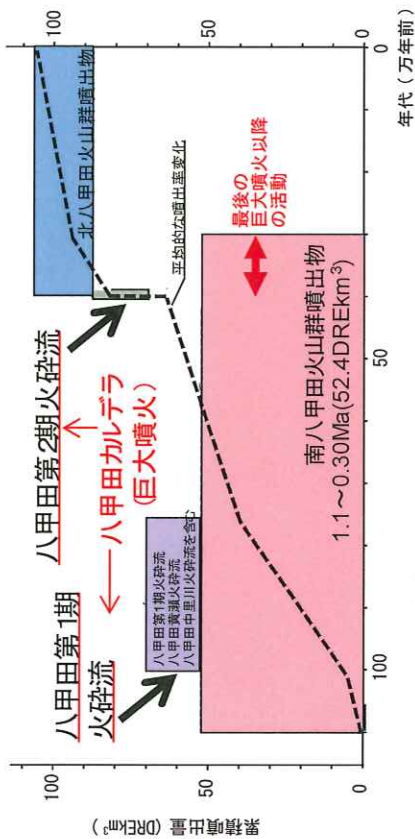 八甲田第1期
火砕流
八甲田第2期火砕流
八甲田カルデラ
(巨大噴火)
北八甲田火山群噴出物
平均的な噴出率変化
八甲田第1期火砕流
八甲田黄瀬火砕流
八甲田中里川火砕流を含む
最後の
巨大噴火以降
の活動
南八甲田火山群噴出物
1.1～0.30Ma(52.4DREkm³)
累積噴出量 (DREkm³)
100
50
0
100
50
0
年代 (万年前)